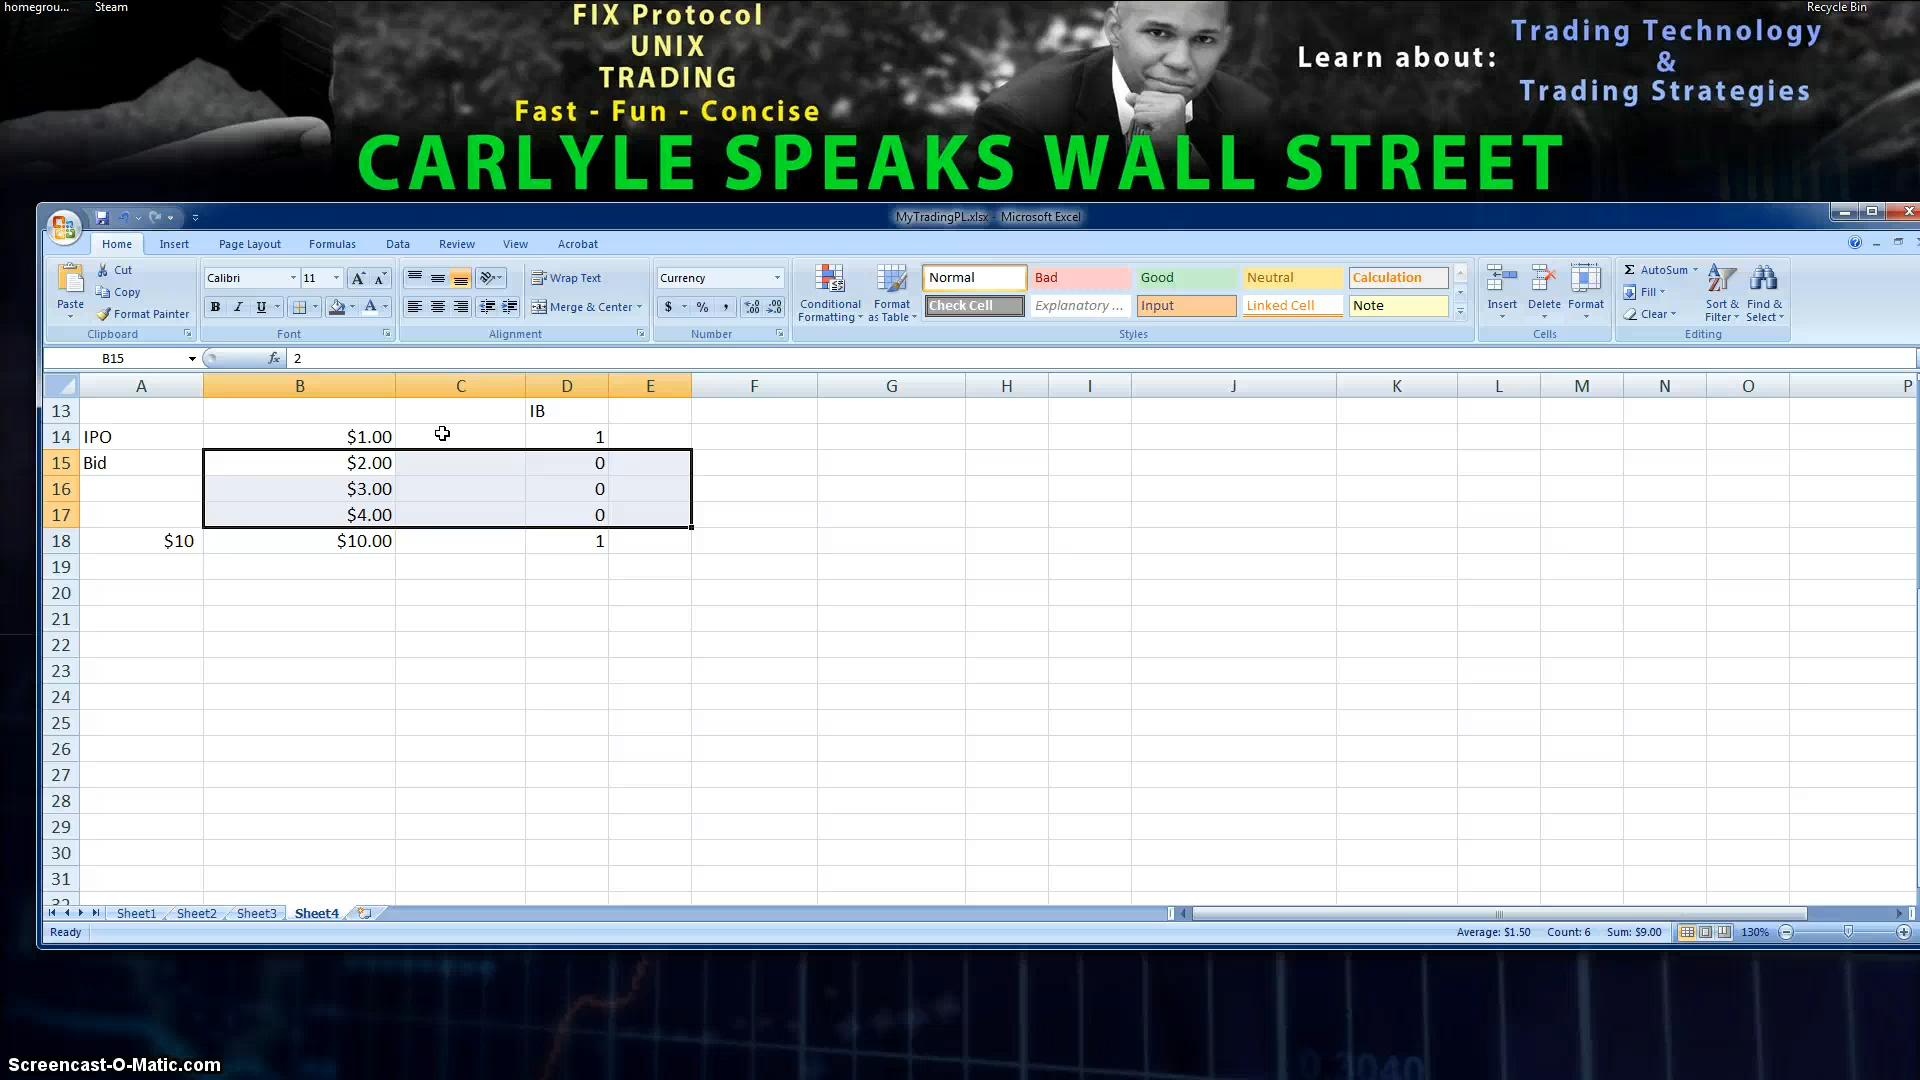 homegrou...
Steam
Recycle Bin
FIX Protocol
UNIX
TRADING
Fast - Fun - Concise
Learn about:
Trading Technology
&
Trading Strategies
CARLYLE SPEAKS WALL STREET
MyTradingPL.xlsx - Microsoft Excel
Home Insert Page Layout Formulas Data Review View Acrobat
Paste
Cut
Copy
Format Painter
Clipboard
Calibri 11
B I U
Font
Wrap Text
Merge & Center
Alignment
Currency
$ % ,
Number
Conditional Formatting
Format as Table
Normal Bad Good Neutral Calculation
Check Cell Explanatory ... Input Linked Cell Note
Styles
Insert Delete Format
Cells
Σ AutoSum
Fill
Clear
Sort & Filter
Find & Select
Editing
B15 fx 2
A B C D E F G H I J K L M N O P
13 IB
14 IPO $1.00 1
15 Bid $2.00 0
16 $3.00 0
17 $4.00 0
18 $10 $10.00 1
19
20
21
22
23
24
25
26
27
28
29
30
31
32
Sheet1 Sheet2 Sheet3 Sheet4
Ready Average: $1.50 Count: 6 Sum: $9.00 130%
0.3040
Screencast-O-Matic.com